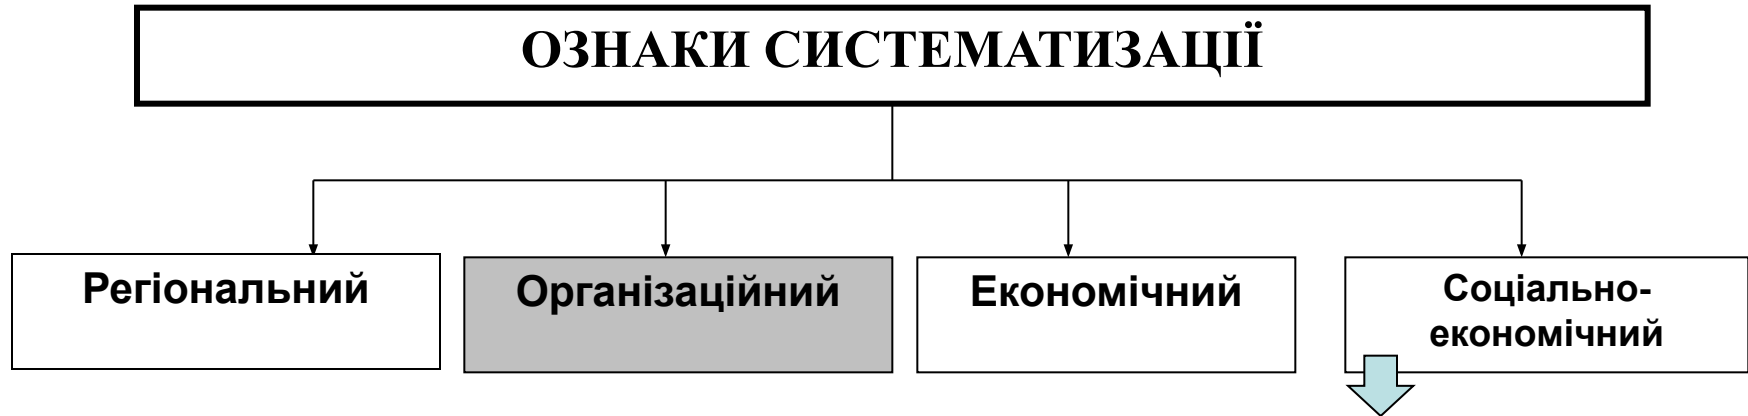 ОЗНАКИ СИСТЕМАТИЗАЦІЇ
Регіональний
Організаційний
Економічний
Соціально-
економічний